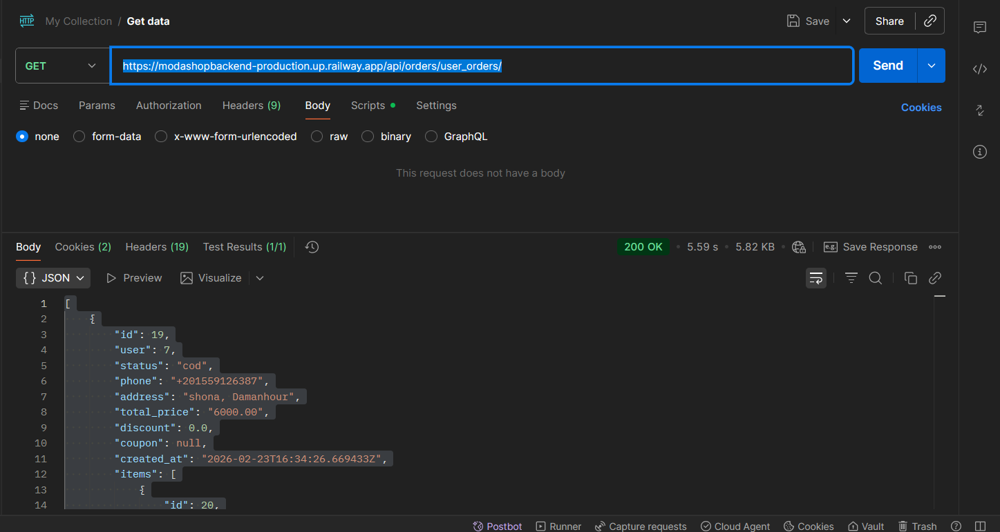 HTTP My Collection / Get data Save Share
GET https://modashopbackend-production.up.railway.app/api/orders/user_orders/ Send
Docs Params Authorization Headers (9) Body Scripts Settings Cookies
none form-data x-www-form-urlencoded raw binary GraphQL
This request does not have a body
Body Cookies (2) Headers (19) Test Results (1/1) 200 OK • 5.59 s • 5.82 KB • e.g. Save Response
{} JSON Preview Visualize
1 [
2 {
3 "id": 19,
4 "user": 7,
5 "status": "cod",
6 "phone": "+201559126387",
7 "address": "shona, Damanhour",
8 "total_price": "6000.00",
9 "discount": 0.0,
10 "coupon": null,
11 "created_at": "2026-02-23T16:34:26.669433Z",
12 "items": [
13 {
14 "id": 20,
Postbot Runner Capture requests Cloud Agent Cookies Vault Trash